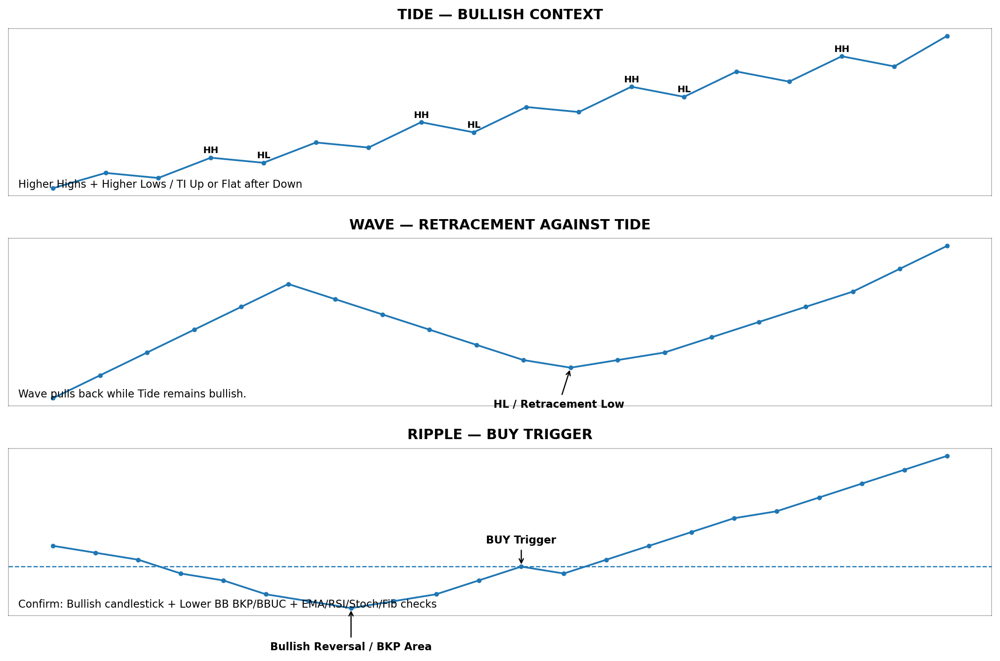 TIDE — BULLISH CONTEXT
HH
HH
HL
HH
HL
HH
HL
Higher Highs + Higher Lows / TI Up or Flat after Down
WAVE — RETRACEMENT AGAINST TIDE
Wave pulls back while Tide remains bullish.
HL / Retracement Low
RIPPLE — BUY TRIGGER
BUY Trigger
Confirm: Bullish candlestick + Lower BB BKP/BBUC + EMA/RSI/Stoch/Fib checks
Bullish Reversal / BKP Area